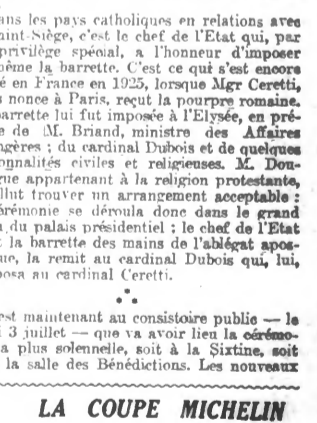 ans les pays catholiques en relations avec
int-Siège, c'est le chef de l'Etat qui, par
privilège spécial, a l'honneur d'imposer
ême la barrette. C'est ce qui s'est encore
é en France en 1925, lorsque Mgr Ceretti,
s nonce à Paris, reçut la pourpre romaine.
arrette lui fut imposée à l'Elysée, en pré-
e de M. Briand, ministre des Affaires
ngères ; du cardinal Dubois et de quelques
onnalités civiles et religieuses. M. Dou-
gue appartenant à la religion protestante,
llut trouver un arrangement acceptable :
érémonie se déroula donc dans le grand
n du palais présidentiel ; le chef de l'Etat
t la barrette des mains de l'ablégat apos-
que, la remit au cardinal Dubois qui, lui,
posa au cardinal Ceretti.
est maintenant au consistoire public — le
i 3 juillet — que va avoir lieu la cérémo-
a plus solennelle, soit à la Sixtine, soit
la salle des Bénédictions. Les nouveaux
LA COUPE MICHELIN